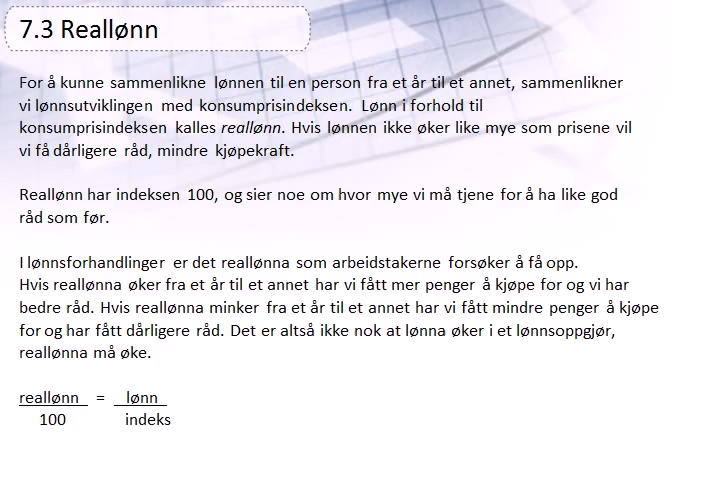 7.3 Reallønn
For å kunne sammenlikne lønnen til en person fra et år til et annet, sammenlikner
vi lønnsutviklingen med konsumprisindeksen. Lønn i forhold til
konsumprisindeksen kalles reallønn. Hvis lønnen ikke øker like mye som prisene vil
vi få dårligere råd, mindre kjøpekraft.
Reallønn har indeksen 100, og sier noe om hvor mye vi må tjene for å ha like god
råd som før.
I lønnsforhandlinger er det reallønna som arbeidstakerne forsøker å få opp.
Hvis reallønna øker fra et år til et annet har vi fått mer penger å kjøpe for og vi har
bedre råd. Hvis reallønna minker fra et år til et annet har vi fått mindre penger å kjøpe
for og har fått dårligere råd. Det er altså ikke nok at lønna øker i et lønnsoppgjør,
reallønna må øke.
reallønn = lønn
100 indeks